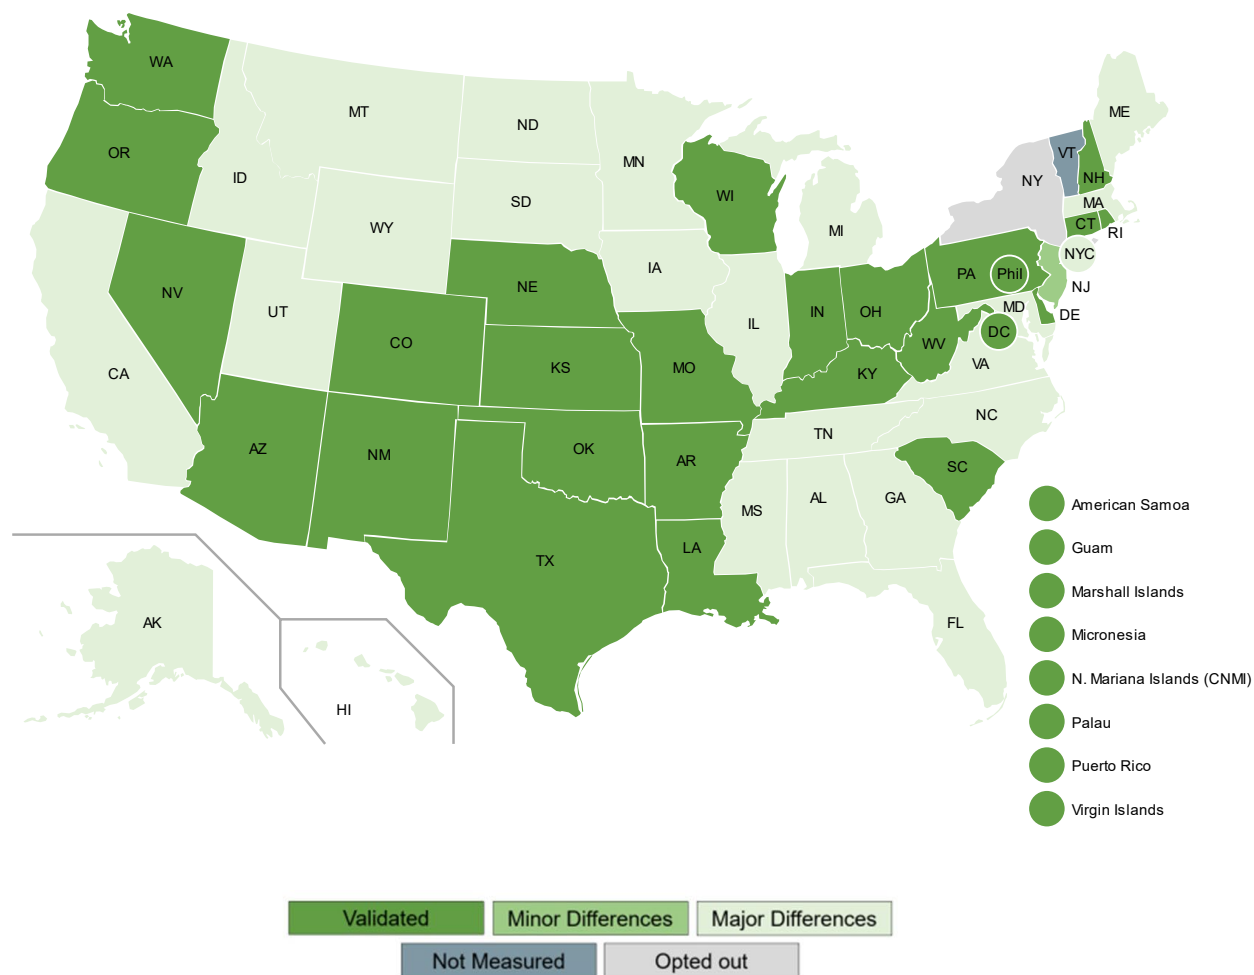 WA
ME
MT
ND
OR
VT
MN
ID
NH
NY
WI
SD
MA
WY
CT
MI
RI
NYC
IA
PA
Phil
NE
NJ
NV
MD
UT
IN
OH
DE
IL
DC
CO
WV
VA
KS
MO
CA
KY
NC
TN
AZ
OK
NM
AR
SC
AL
GA
MS
American Samoa
LA
Guam
TX
Marshall Islands
AK
FL
Micronesia
N. Mariana Islands (CNMI)
HI
Palau
Puerto Rico
Virgin Islands
Validated
Minor Differences
Major Differences
Not Measured
Opted out